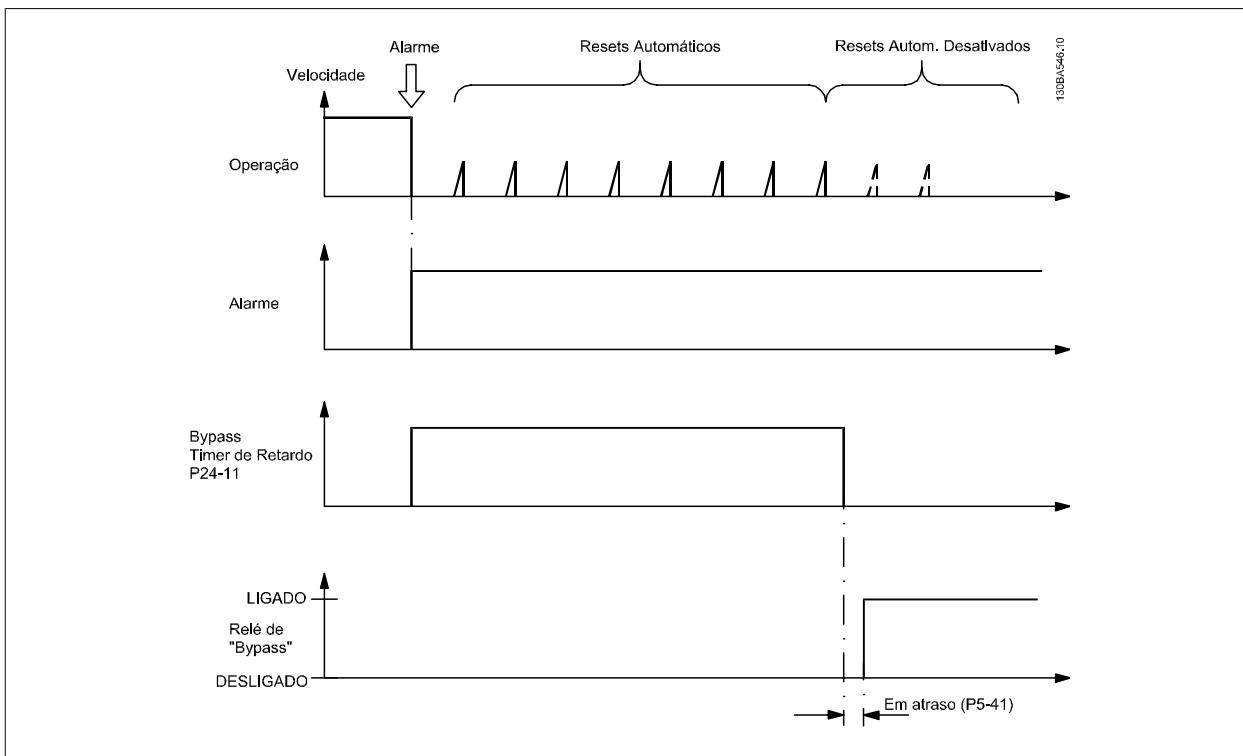 Alarme
Resets Automáticos
Resets Autom. Desativados
130BA546.10
Velocidade
Operação
Alarme
Bypass
Timer de Retardo
P24-11
LIGADO
Relé de
"Bypass"
DESLIGADO
Em atraso (P5-41)